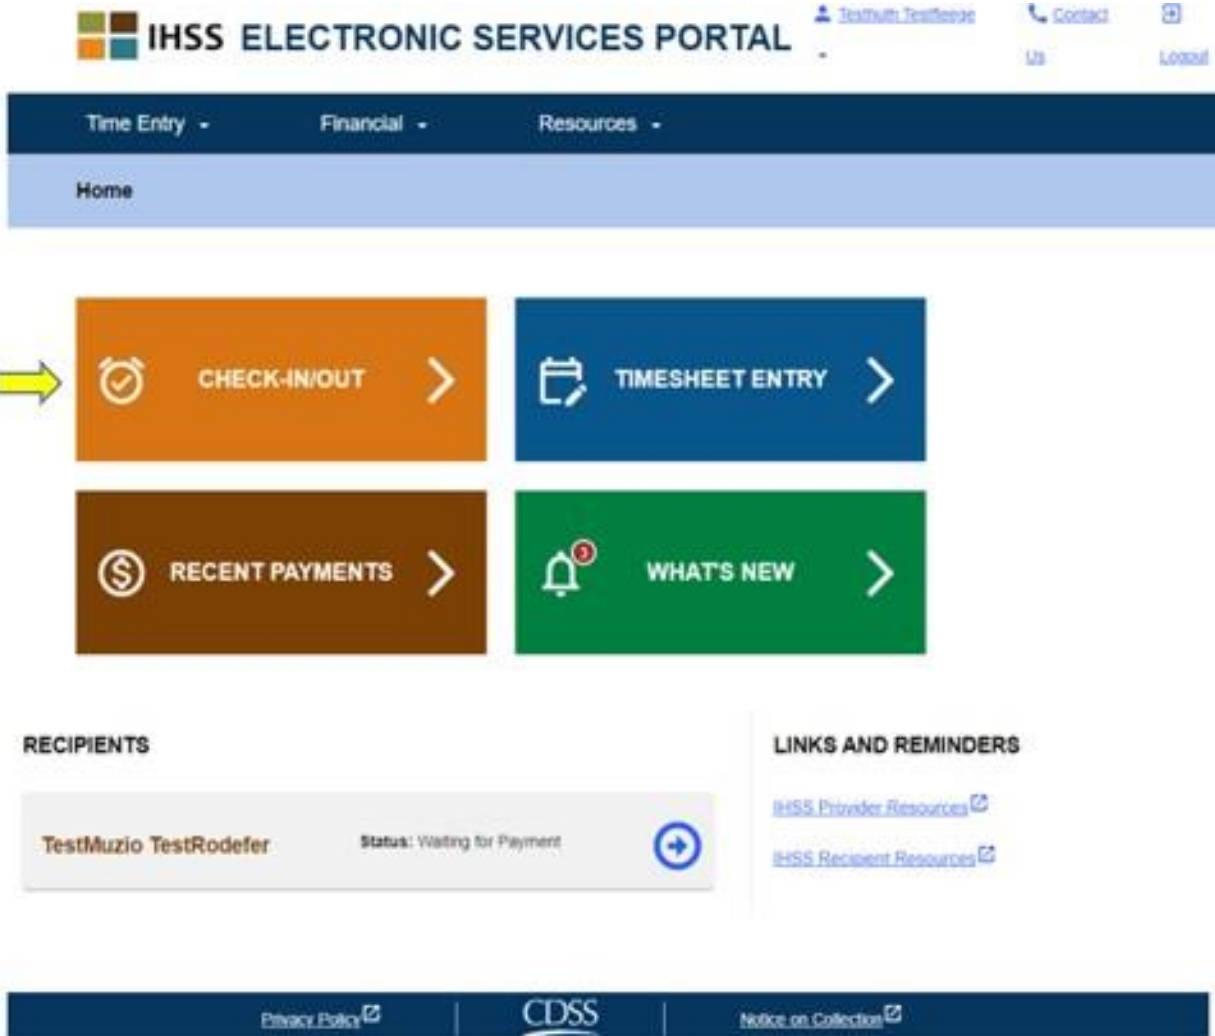 IHSS ELECTRONIC SERVICES PORTAL
Contact Us
Logout
Time Entry
Financial
Resources
Home
CHECK-IN/OUT
TIMESHEET ENTRY
RECENT PAYMENTS
3
WHAT'S NEW
RECIPIENTS
TestMuzio TestRodefer
Status: Waiting for Payment
LINKS AND REMINDERS
IHSS Provider Resources
IHSS Recipient Resources
Privacy Policy
CDSS
Notice on Collection